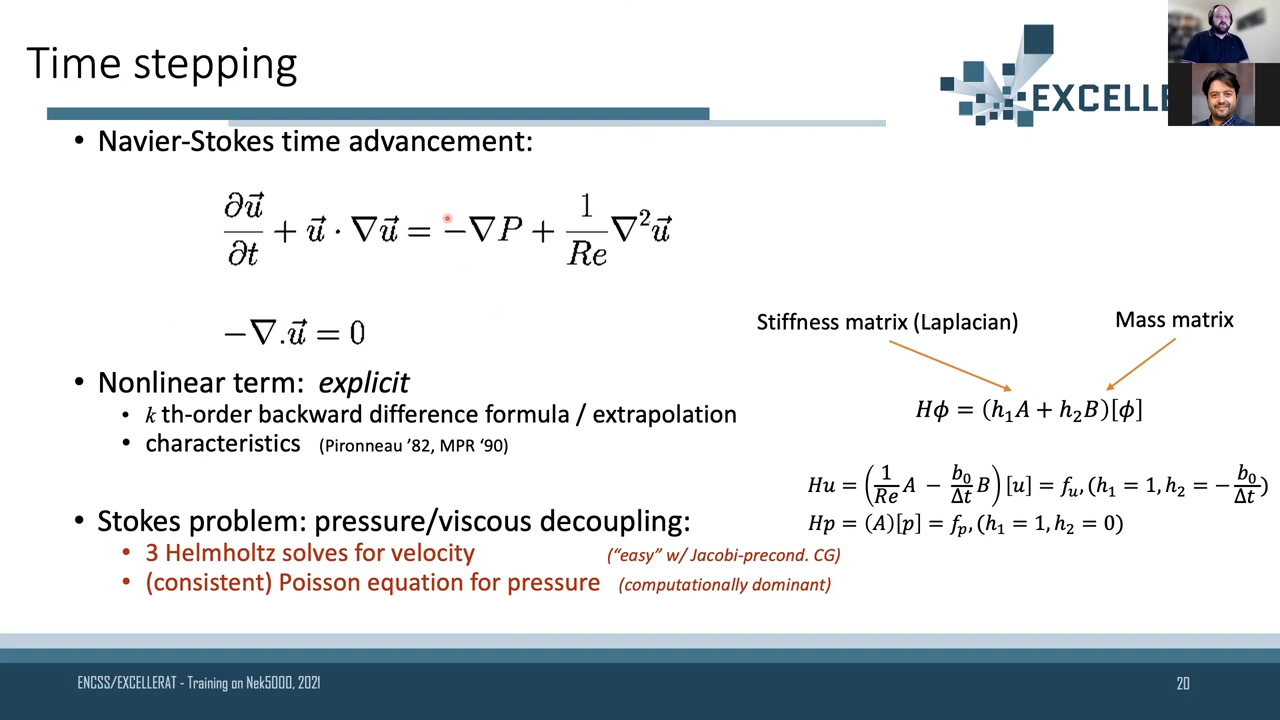 Time stepping
EXCELLE
• Navier-Stokes time advancement:
∂u⃗/∂t + u⃗ · ∇u⃗ = −∇P + 1/Re ∇²u⃗
−∇.u⃗ = 0
Stiffness matrix (Laplacian)
Mass matrix
• Nonlinear term: explicit
• k th-order backward difference formula / extrapolation
• characteristics (Pironneau ’82, MPR ‘90)
Hϕ = (h₁A + h₂B)[ϕ]
Hu = (1/Re A − b₀/Δt B)[u] = fᵤ, (h₁ = 1, h₂ = −b₀/Δt)
Hp = (A)[p] = fₚ, (h₁ = 1, h₂ = 0)
• Stokes problem: pressure/viscous decoupling:
• 3 Helmholtz solves for velocity (“easy” w/ Jacobi-precond. CG)
• (consistent) Poisson equation for pressure (computationally dominant)
ENCSS/EXCELLERAT - Training on Nek5000, 2021
20